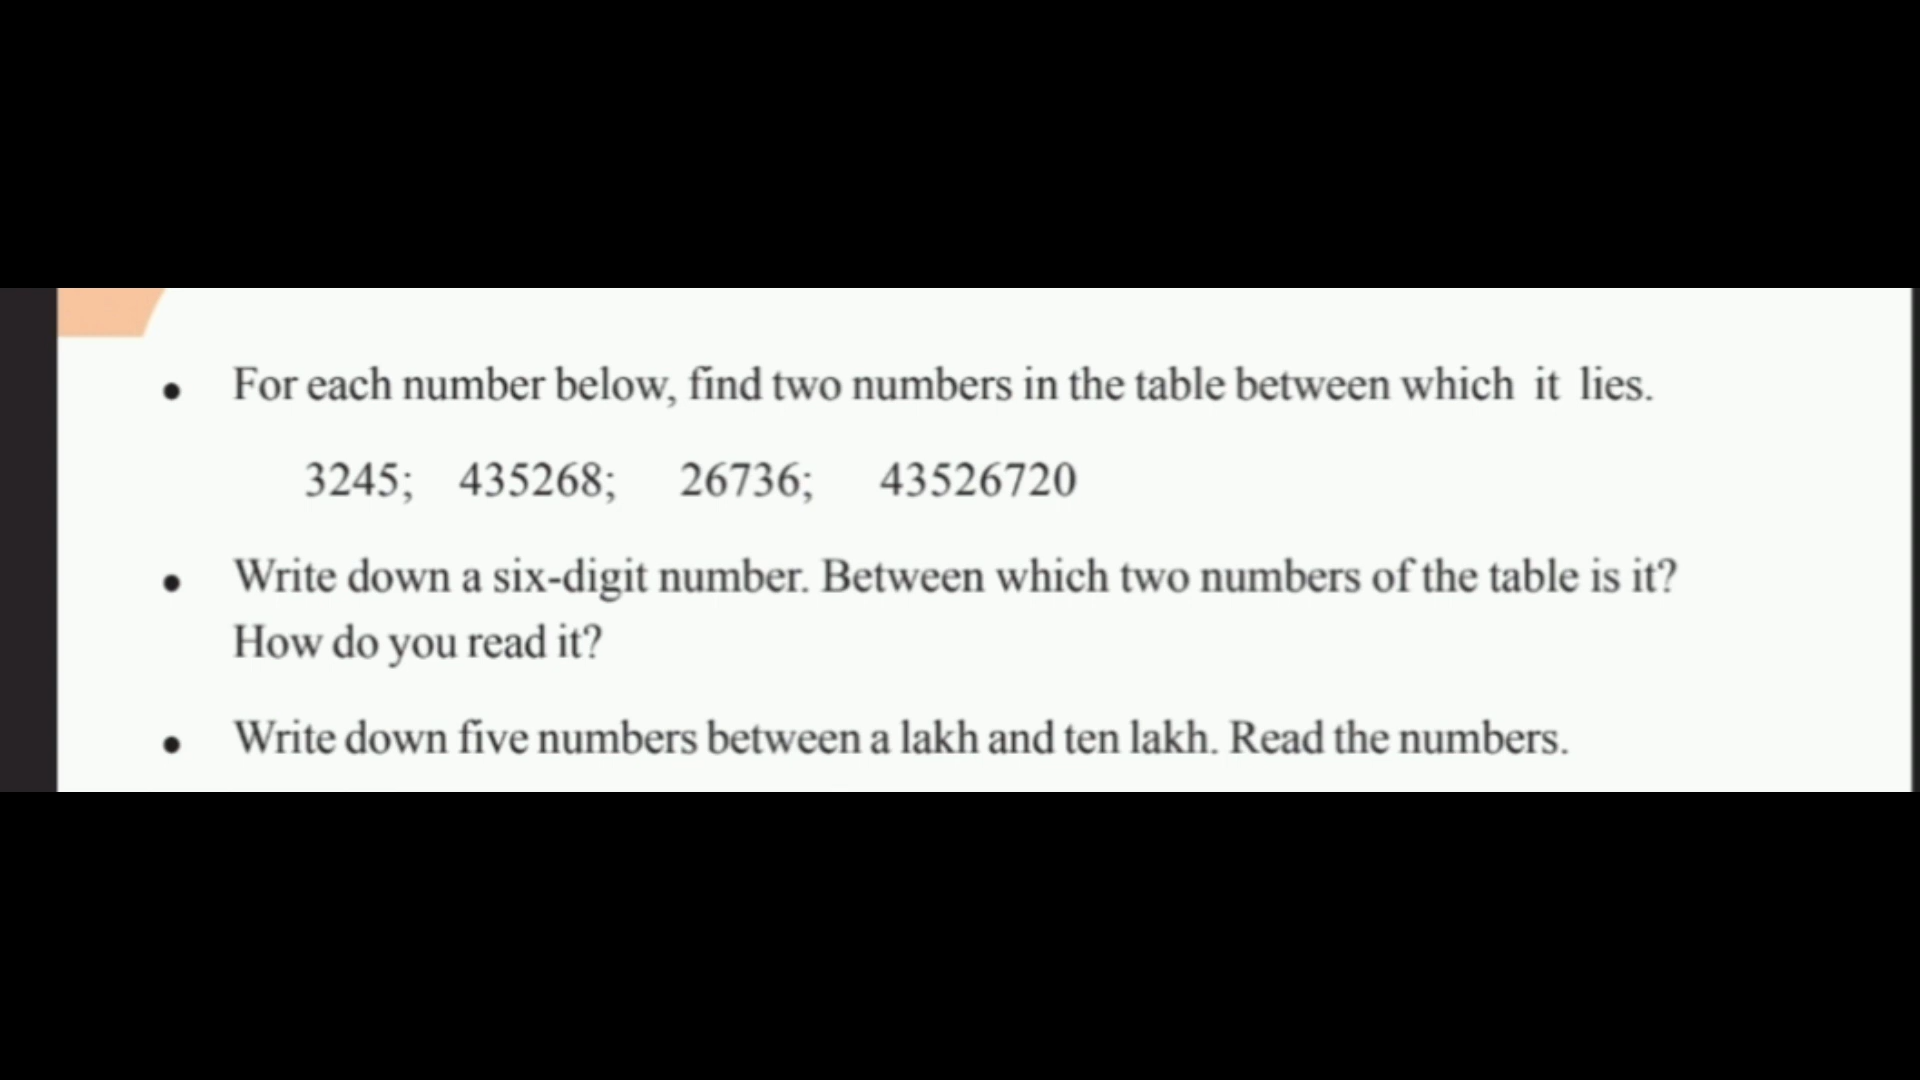 • For each number below, find two numbers in the table between which it lies.
3245; 435268; 26736; 43526720
• Write down a six-digit number. Between which two numbers of the table is it?
How do you read it?
• Write down five numbers between a lakh and ten lakh. Read the numbers.